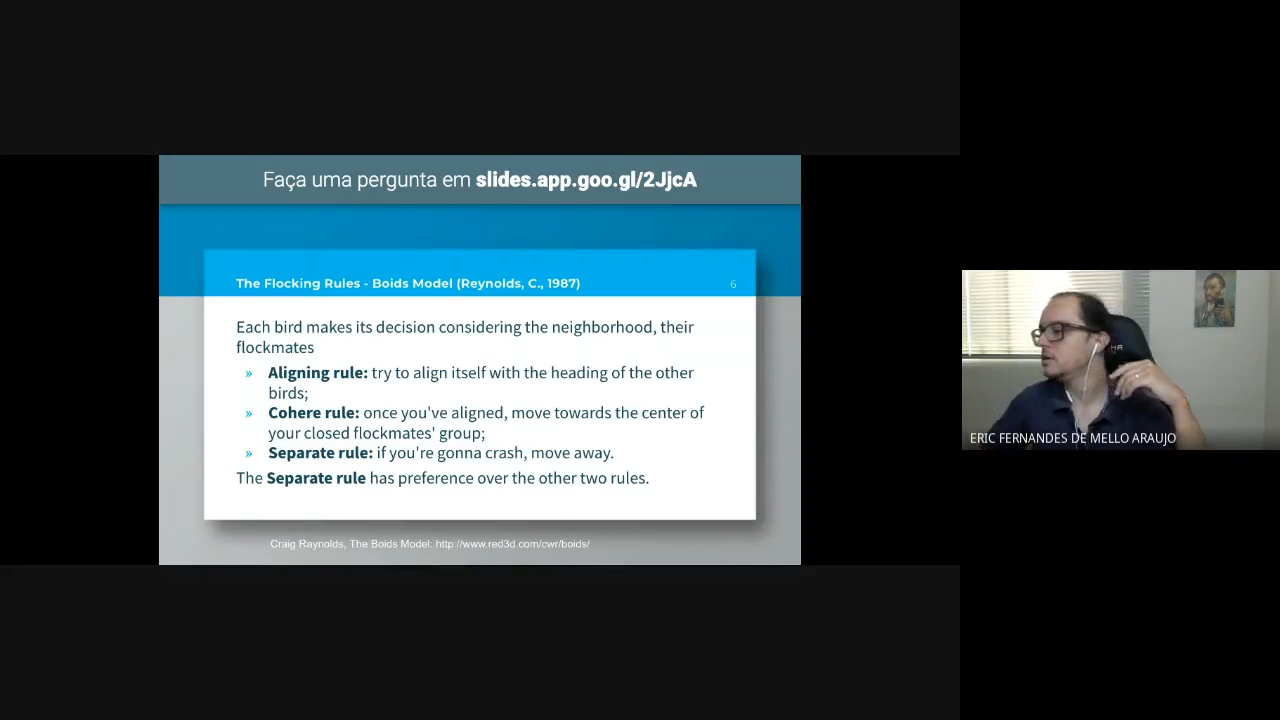 Faça uma pergunta em slides.app.goo.gl/2JjcA
The Flocking Rules - Boids Model (Reynolds, C., 1987)
6
Each bird makes its decision considering the neighborhood, their
flockmates
» Aligning rule: try to align itself with the heading of the other
birds;
» Cohere rule: once you've aligned, move towards the center of
your closed flockmates' group;
» Separate rule: if you're gonna crash, move away.
The Separate rule has preference over the other two rules.
Craig Raynolds, The Boids Model: http://www.red3d.com/cwr/boids/
ERIC FERNANDES DE MELLO ARAUJO